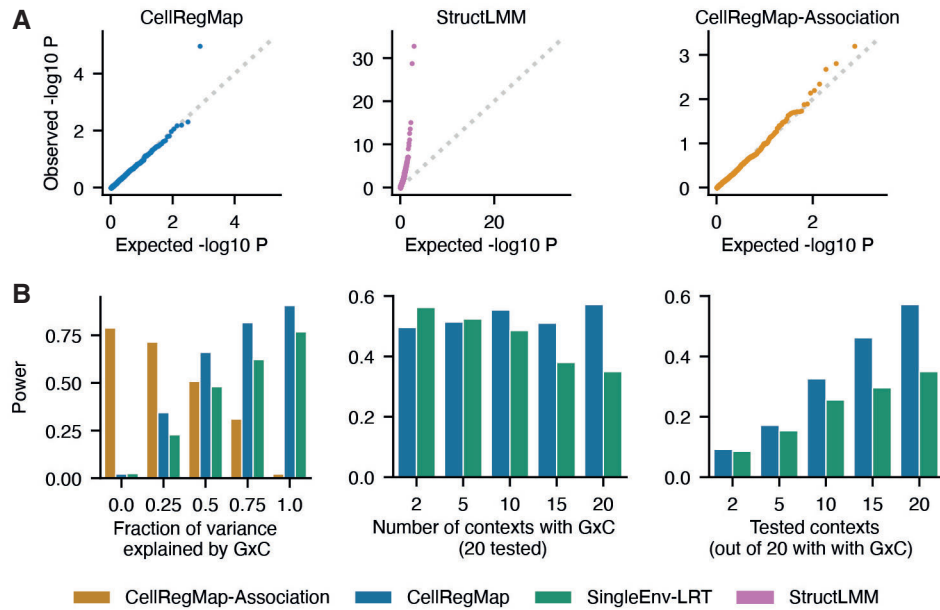 A
CellRegMap
StructLMM
CellRegMap-Association
Observed -log10 P
4
2
0
0
2
4
Expected -log10 P
30
20
10
0
0
20
Expected -log10 P
3
2
1
0
0
2
Expected -log10 P
B
Power
0.75
0.50
0.25
0.00
0.0 0.25 0.5 0.75 1.0
Fraction of variance
explained by GxC
0.6
0.4
0.2
0.0
2 5 10 15 20
Number of contexts with GxC
(20 tested)
0.6
0.4
0.2
0.0
2 5 10 15 20
Tested contexts
(out of 20 with with GxC)
CellRegMap-Association CellRegMap SingleEnv-LRT StructLMM